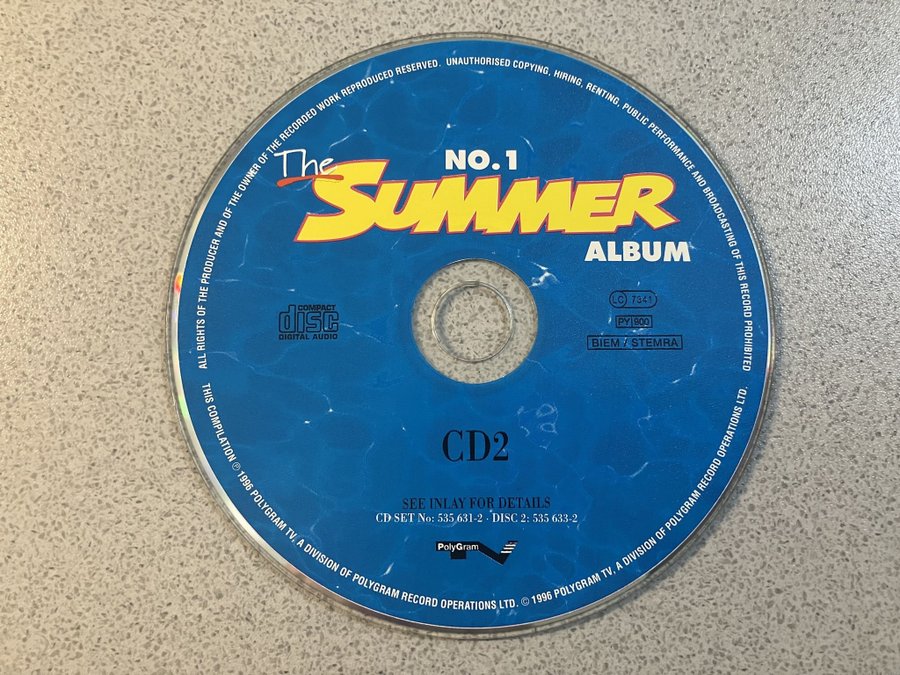 ALL RIGHTS OF THE PRODUCER AND OF THE OWNER OF THE RECORDED WORK REPRODUCED RESERVED. UNAUTHORISED COPYING, HIRING, RENTING, PUBLIC PERFORMANCE AND BROADCASTING OF THIS RECORD PROHIBITED
The
NO.1
SUMMER
ALBUM
COMPACT
disc
DIGITAL AUDIO
LC 7341
PY 900
BIEM / STEMRA
CD2
SEE INLAY FOR DETAILS
CD SET No: 535 631-2 · DISC 2: 535 633-2
PolyGram
TV
THIS COMPILATION ℗ 1996 POLYGRAM TV, A DIVISION OF POLYGRAM RECORD OPERATIONS LTD. © 1996 POLYGRAM TV, A DIVISION OF POLYGRAM RECORD OPERATIONS LTD.